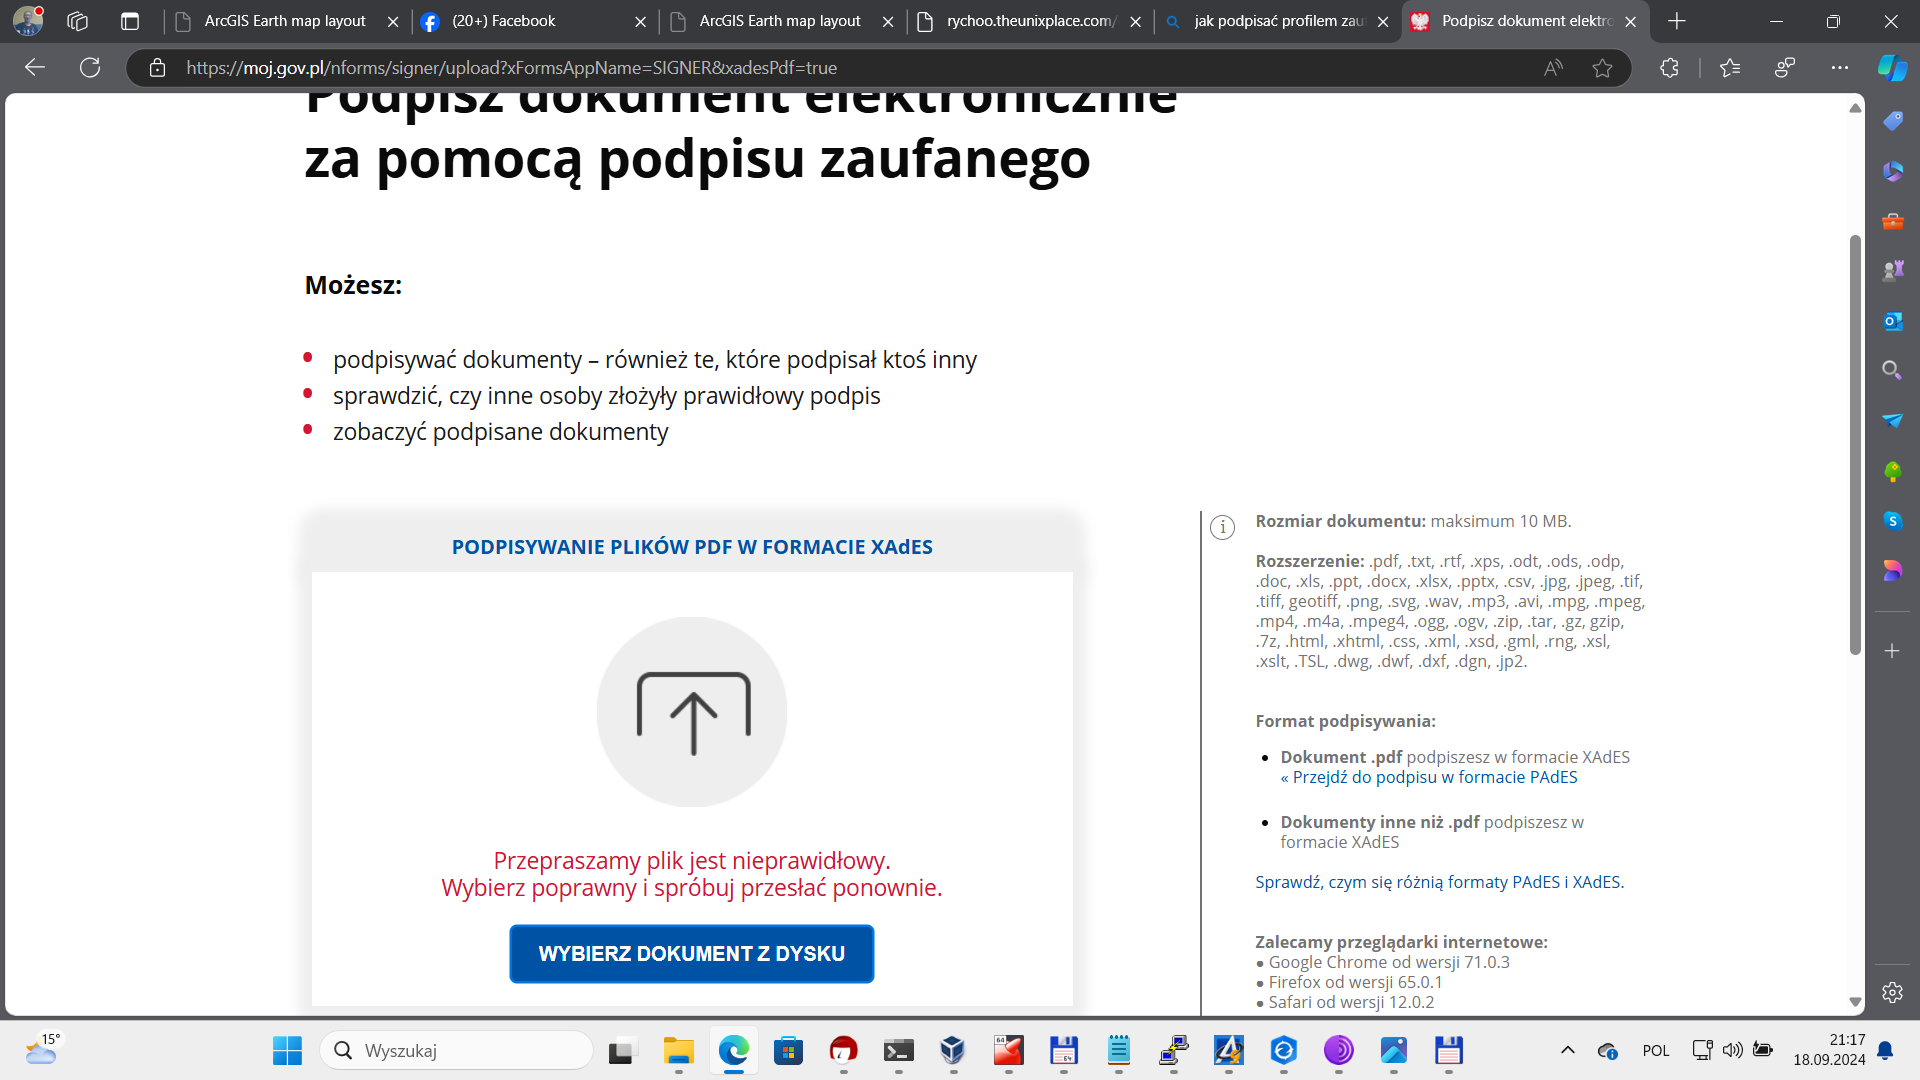 ArcGIS Earth map layout
(20+) Facebook
ArcGIS Earth map layout
rychoo.theunixplace.com/
jak podpisać profilem zau
Podpisz dokument elektro
https://moj.gov.pl/nforms/signer/upload?xFormsAppName=SIGNER&xadesPdf=true
Podpisz dokument elektronicznie
za pomocą podpisu zaufanego
Możesz:
podpisywać dokumenty – również te, które podpisał ktoś inny
sprawdzić, czy inne osoby złożyły prawidłowy podpis
zobaczyć podpisane dokumenty
PODPISYWANIE PLIKÓW PDF W FORMACIE XAdES
Przepraszamy plik jest nieprawidłowy.
Wybierz poprawny i spróbuj przesłać ponownie.
WYBIERZ DOKUMENT Z DYSKU
Rozmiar dokumentu: maksimum 10 MB.
Rozszerzenie: .pdf, .txt, .rtf, .xps, .odt, .ods, .odp,
.doc, .xls, .ppt, .docx, .xlsx, .pptx, .csv, .jpg, .jpeg, .tif,
.tiff, geotiff, .png, .svg, .wav, .mp3, .avi, .mpg, .mpeg,
.mp4, .m4a, .mpeg4, .ogg, .ogv, .zip, .tar, .gz, gzip,
.7z, .html, .xhtml, .css, .xml, .xsd, .gml, .rng, .xsl,
.xslt, .TSL, .dwg, .dwf, .dxf, .dgn, .jp2.
Format podpisywania:
Dokument .pdf podpiszesz w formacie XAdES
« Przejdź do podpisu w formacie PAdES
Dokumenty inne niż .pdf podpiszesz w
formacie XAdES
Sprawdź, czym się różnią formaty PAdES i XAdES.
Zalecamy przeglądarki internetowe:
● Google Chrome od wersji 71.0.3
● Firefox od wersji 65.0.1
● Safari od wersji 12.0.2
15°
Wyszukaj
POL
21:17
18.09.2024